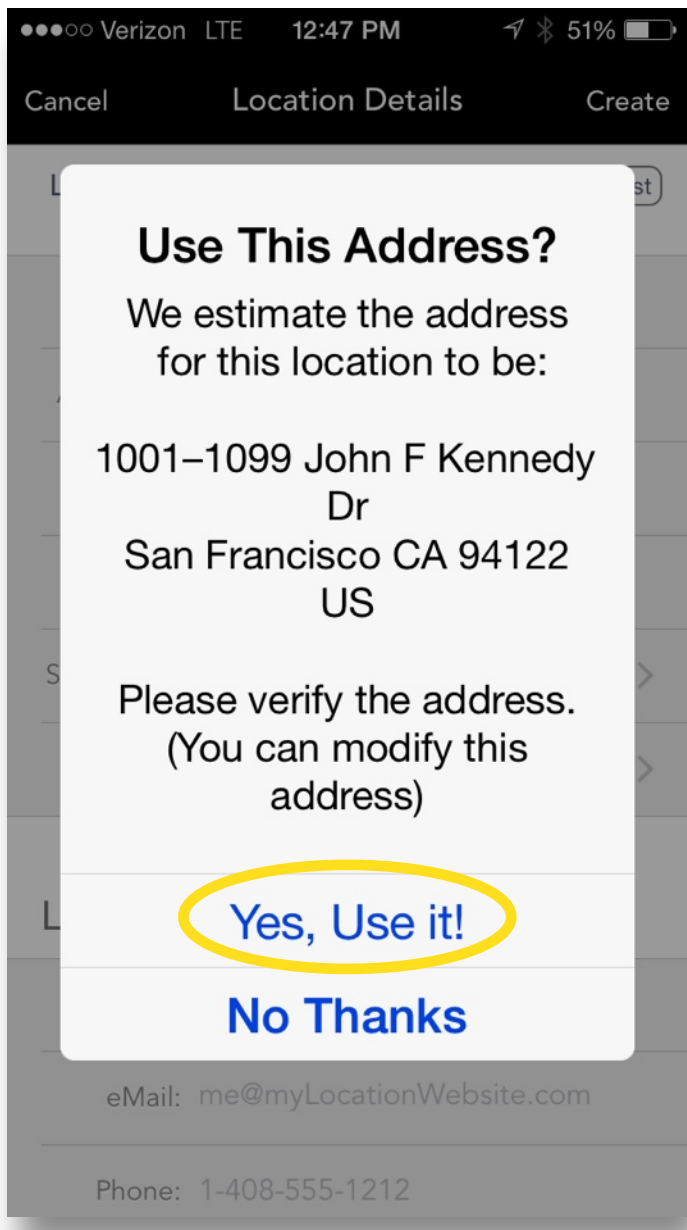 Verizon LTE 12:47 PM 51%
Cancel Location Details Create
L st
Use This Address?
We estimate the address
for this location to be:
1001–1099 John F Kennedy
Dr
San Francisco CA 94122
US
S
Please verify the address.
(You can modify this
address)
L
Yes, Use it!
No Thanks
eMail: me@myLocationWebsite.com
Phone: 1-408-555-1212